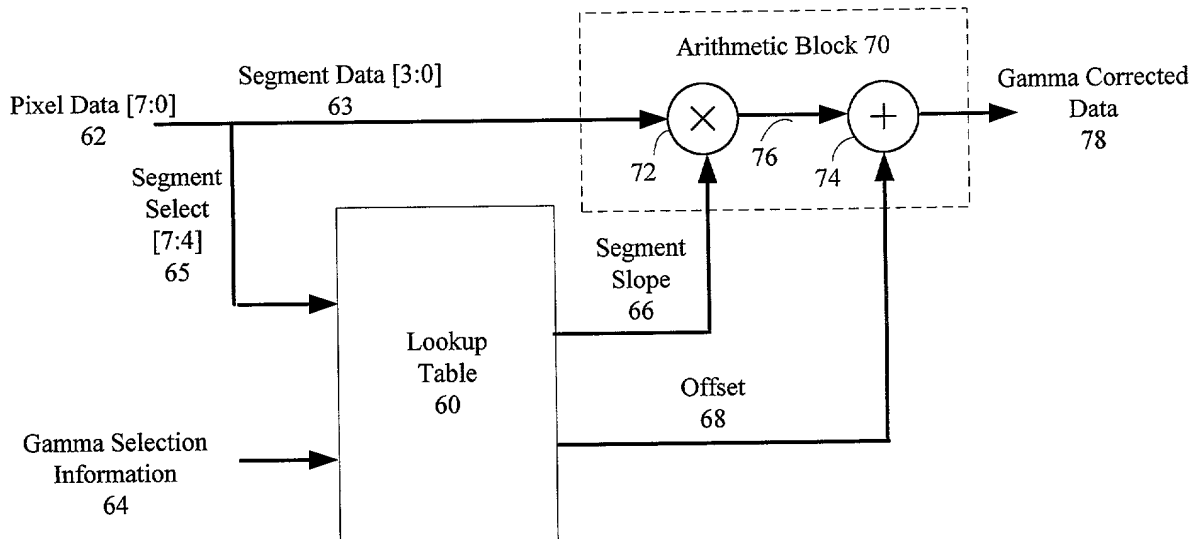 Arithmetic Block 70
Segment Data [3:0]
63
Pixel Data [7:0]
62
Gamma Corrected
Data
78
72
76
74
Segment
Select
[7:4]
65
Segment
Slope
66
Lookup
Table
60
Offset
68
Gamma Selection
Information
64